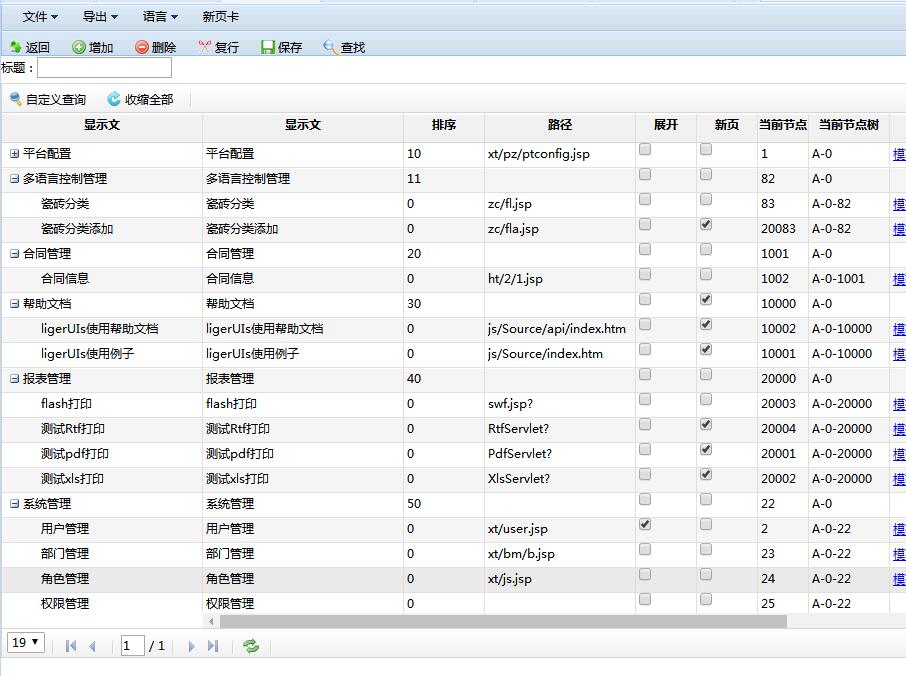 文件 导出 语言 新页卡
返回 增加 删除 复行 保存 查找
标题：
自定义查询 收缩全部
显示文 显示文 排序 路径 展开 新页 当前节点 当前节点树
平台配置 平台配置 10 xt/pz/ptconfig.jsp 1 A-0 模
多语言控制管理 多语言控制管理 11 82 A-0
瓷砖分类 瓷砖分类 0 zc/fl.jsp 83 A-0-82 模
瓷砖分类添加 瓷砖分类添加 0 zc/fla.jsp 20083 A-0-82 模
合同管理 合同管理 20 1001 A-0
合同信息 合同信息 0 ht/2/1.jsp 1002 A-0-1001 模
帮助文档 帮助文档 30 10000 A-0
ligerUIs使用帮助文档 ligerUIs使用帮助文档 0 js/Source/api/index.htm 10002 A-0-10000 模
ligerUIs使用例子 ligerUIs使用例子 0 js/Source/index.htm 10001 A-0-10000 模
报表管理 报表管理 40 20000 A-0
flash打印 flash打印 0 swf.jsp? 20003 A-0-20000 模
测试Rtf打印 测试Rtf打印 0 RtfServlet? 20004 A-0-20000 模
测试pdf打印 测试pdf打印 0 PdfServlet? 20001 A-0-20000 模
测试xls打印 测试xls打印 0 XlsServlet? 20002 A-0-20000 模
系统管理 系统管理 50 22 A-0
用户管理 用户管理 0 xt/user.jsp 2 A-0-22 模
部门管理 部门管理 0 xt/bm/b.jsp 23 A-0-22 模
角色管理 角色管理 0 xt/js.jsp 24 A-0-22 模
权限管理 权限管理 0 25 A-0-22
19 1 / 1